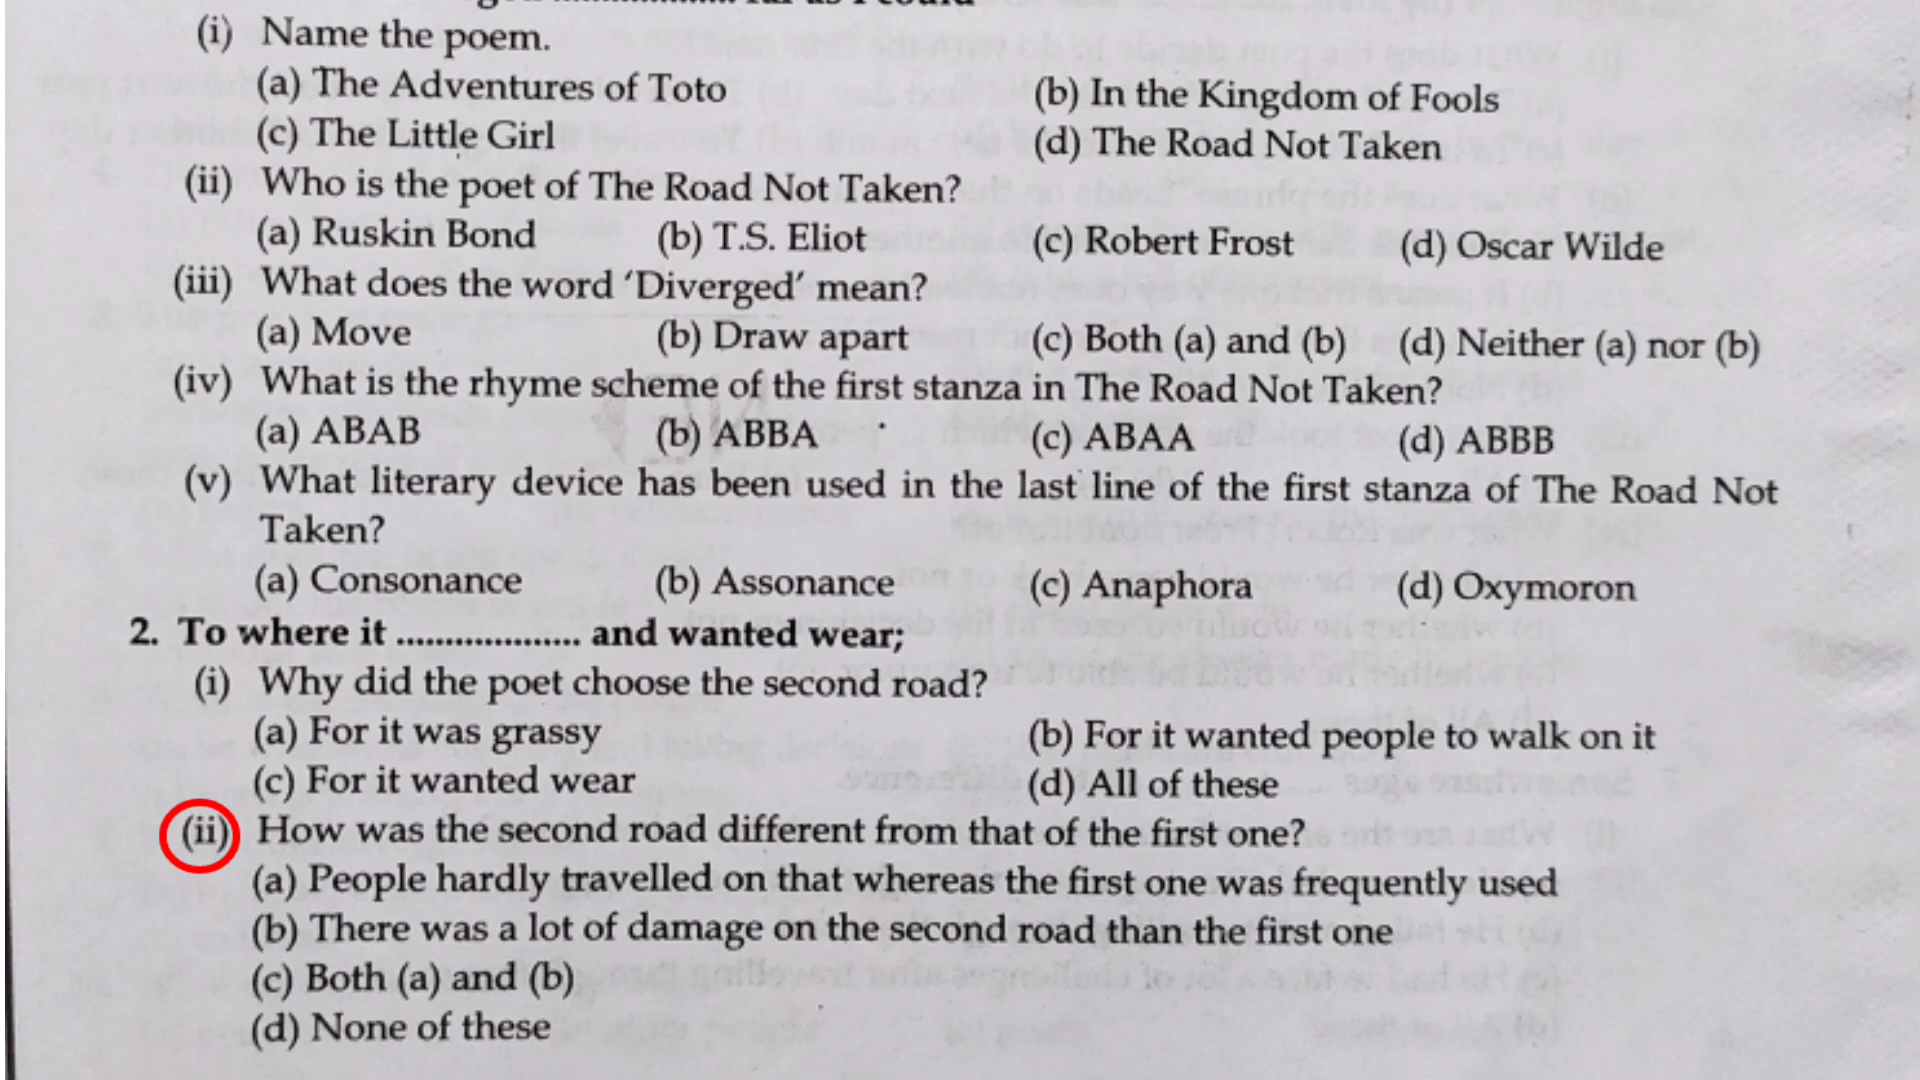 far as I could
(i) Name the poem.
(a) The Adventures of Toto (b) In the Kingdom of Fools
(c) The Little Girl (d) The Road Not Taken
(ii) Who is the poet of The Road Not Taken?
(a) Ruskin Bond (b) T.S. Eliot (c) Robert Frost (d) Oscar Wilde
(iii) What does the word ‘Diverged’ mean?
(a) Move (b) Draw apart (c) Both (a) and (b) (d) Neither (a) nor (b)
(iv) What is the rhyme scheme of the first stanza in The Road Not Taken?
(a) ABAB (b) ABBA (c) ABAA (d) ABBB
(v) What literary device has been used in the last line of the first stanza of The Road Not
Taken?
(a) Consonance (b) Assonance (c) Anaphora (d) Oxymoron
2. To where it .................... and wanted wear;
(i) Why did the poet choose the second road?
(a) For it was grassy (b) For it wanted people to walk on it
(c) For it wanted wear (d) All of these
(ii) How was the second road different from that of the first one?
(a) People hardly travelled on that whereas the first one was frequently used
(b) There was a lot of damage on the second road than the first one
(c) Both (a) and (b)
(d) None of these